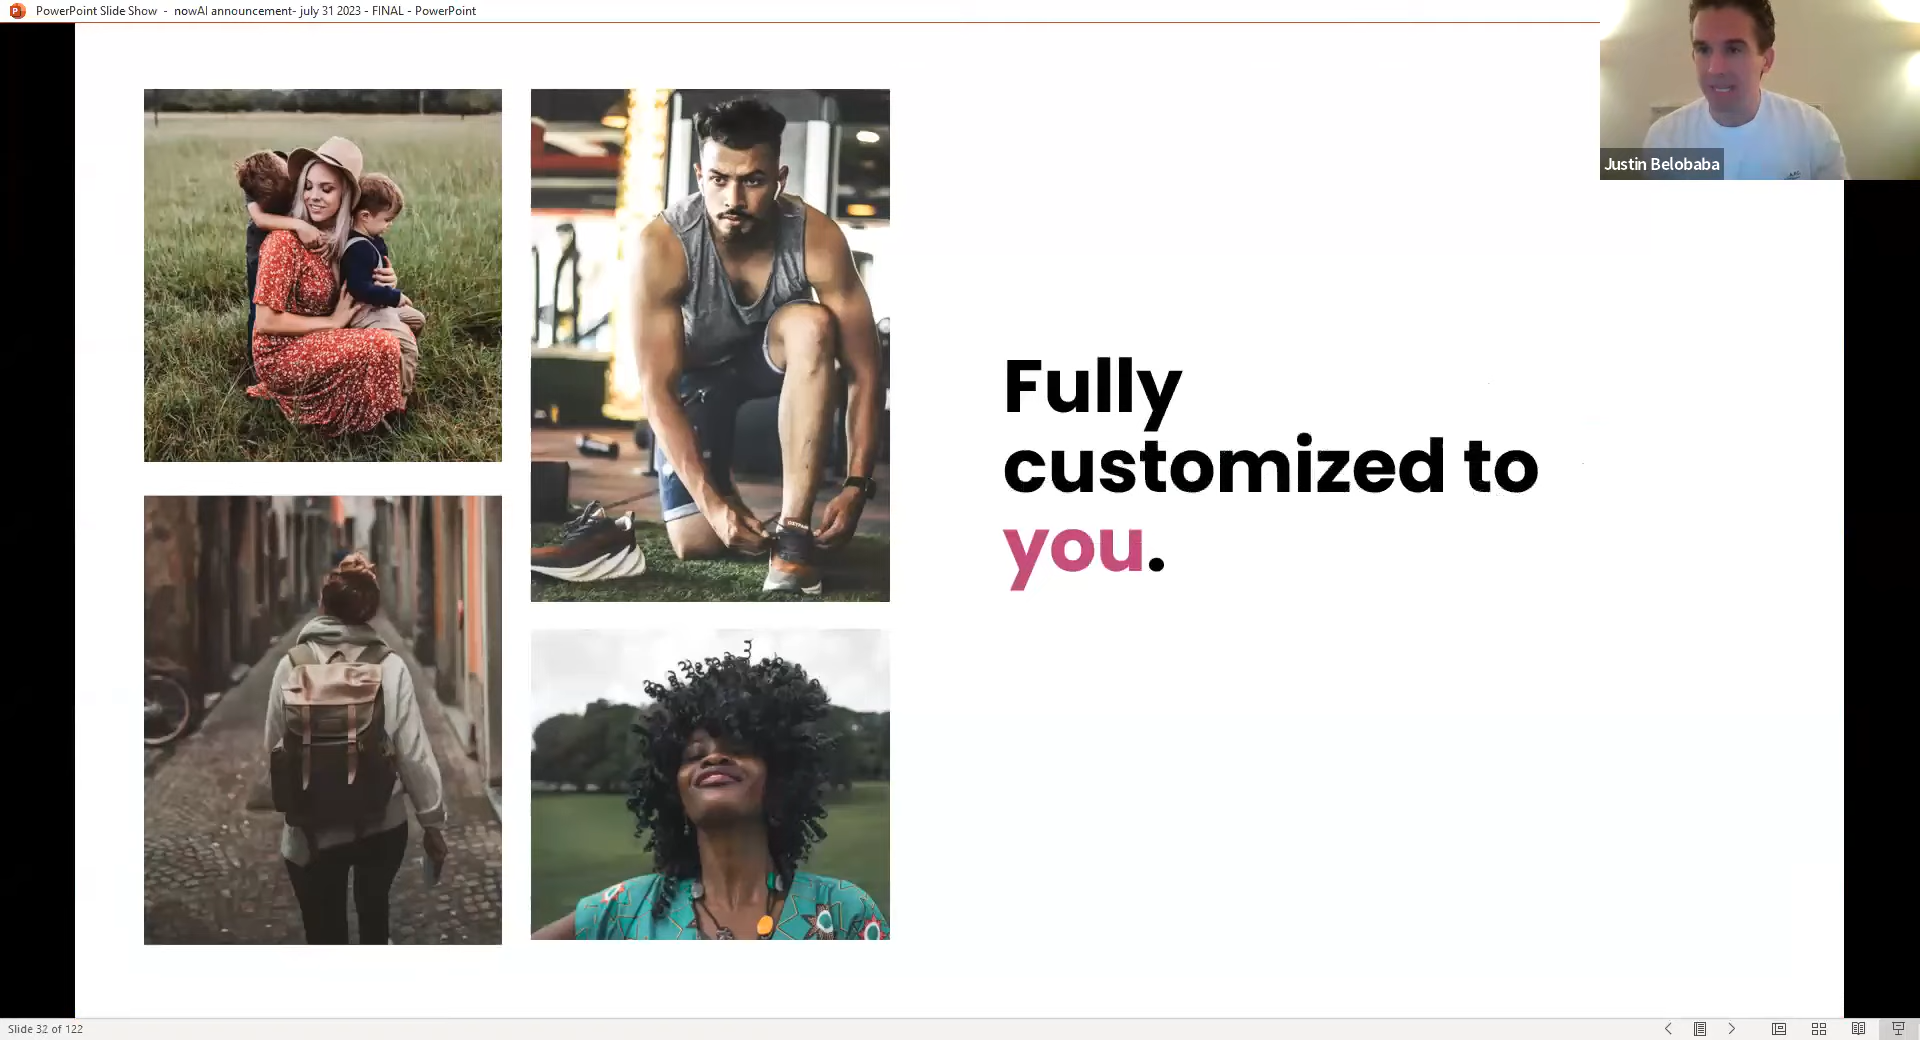 PowerPoint Slide Show - nowAI announcement- july 31 2023 - FINAL - PowerPoint
Justin Belobaba
Fully
customized to
you.
Slide 32 of 122